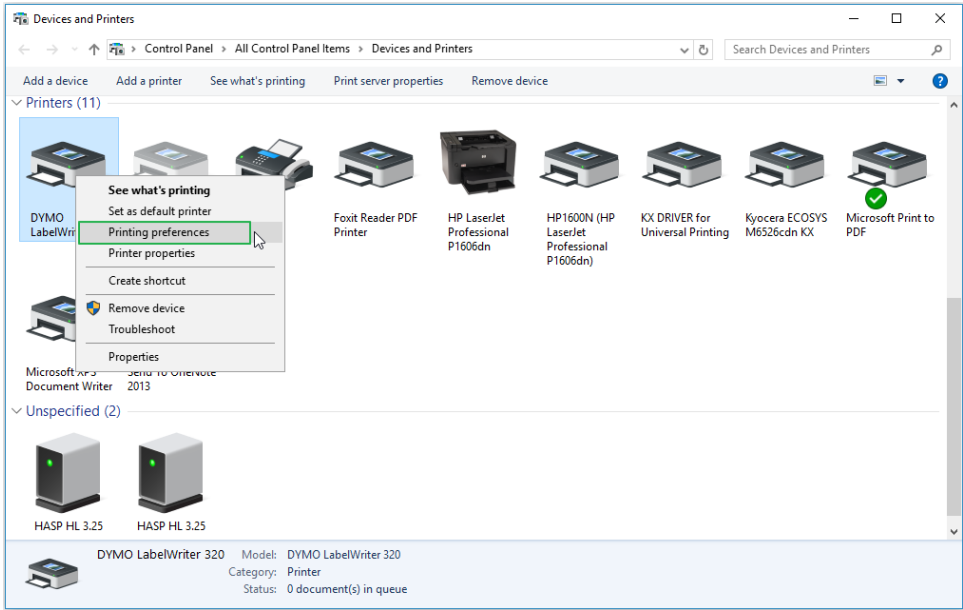 Devices and Printers
Control Panel > All Control Panel Items > Devices and Printers
Search Devices and Printers
Add a device Add a printer See what's printing Print server properties Remove device
Printers (11)
DYMO
See what's printing
Set as default printer
Printing preferences
Printer properties
Create shortcut
Remove device
Troubleshoot
Properties
Foxit Reader PDF
Printer
HP LaserJet
Professional
P1606dn
HP1600N (HP
LaserJet
Professional
P1606dn)
KX DRIVER for
Universal Printing
Kyocera ECOSYS
M6526cdn KX
Microsoft Print to
PDF
Microsoft XPS
Document Writer
Send To OneNote
2013
Unspecified (2)
HASP HL 3.25
HASP HL 3.25
DYMO LabelWriter 320 Model: DYMO LabelWriter 320
Category: Printer
Status: 0 document(s) in queue